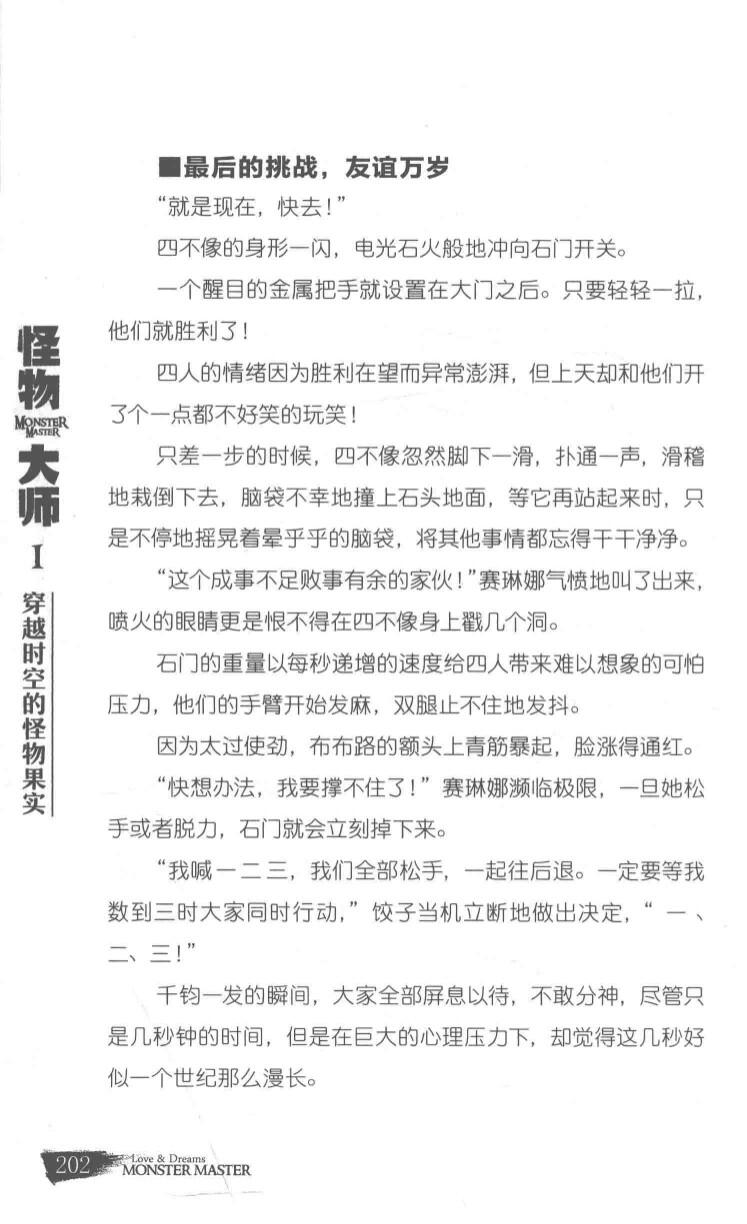 ■最后的挑战，友谊万岁
“就是现在，快去！”
四不像的身形一闪，电光石火般地冲向石门开关。
一个醒目的金属把手就设置在大门之后。只要轻轻一拉，
他们就胜利了！
四人的情绪因为胜利在望而异常澎湃，但上天却和他们开
了个一点都不好笑的玩笑！
只差一步的时候，四不像忽然脚下一滑，扑通一声，滑稽
地栽倒下去，脑袋不幸地撞上石头地面，等它再站起来时，只
是不停地摇晃着晕乎乎的脑袋，将其他事情都忘得干干净净。
“这个成事不足败事有余的家伙！”赛琳娜气愤地叫了出来，
喷火的眼睛更是恨不得在四不像身上戳几个洞。
石门的重量以每秒递增的速度给四人带来难以想象的可怕
压力，他们的手臂开始发麻，双腿止不住地发抖。
因为太过使劲，布布路的额头上青筋暴起，脸涨得通红。
“快想办法，我要撑不住了！”赛琳娜濒临极限，一旦她松
手或者脱力，石门就会立刻掉下来。
“我喊一二三，我们全部松手，一起往后退。一定要等我
数到三时大家同时行动，”饺子当机立断地做出决定，“一、
二、三！”
千钧一发的瞬间，大家全部屏息以待，不敢分神，尽管只
是几秒钟的时间，但是在巨大的心理压力下，却觉得这几秒好
似一个世纪那么漫长。
怪物
MONSTER
MASTER
大师
I
穿越时空的怪物果实
202
Love & Dreams
MONSTER MASTER